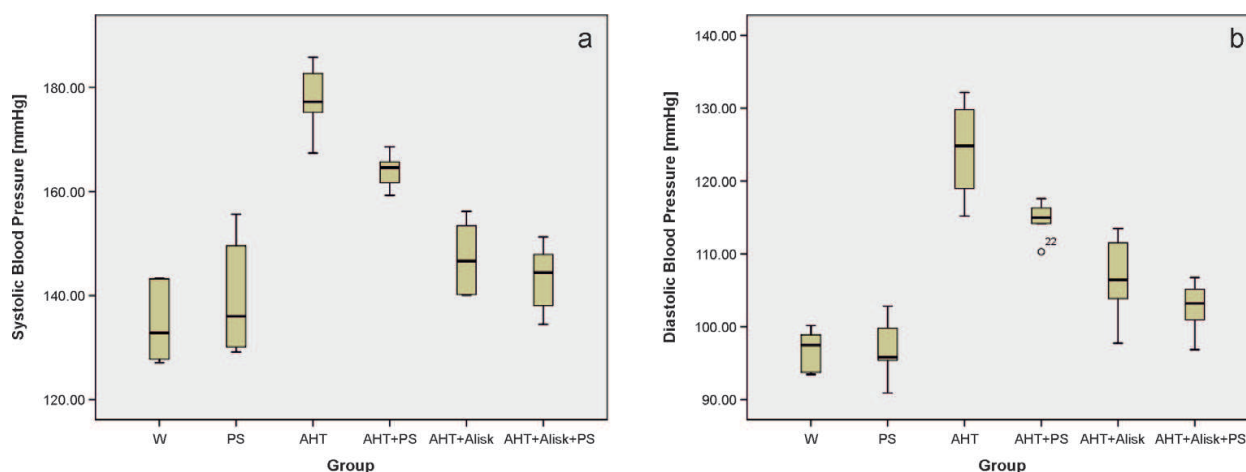 a
Systolic Blood Pressure [mmHg]
180.00
160.00
140.00
120.00
W PS AHT AHT+PS AHT+Alisk AHT+Alisk+PS
Group
b
Diastolic Blood Pressure [mmHg]
140.00
130.00
120.00
110.00
100.00
90.00
22
W PS AHT AHT+PS AHT+Alisk AHT+Alisk+PS
Group